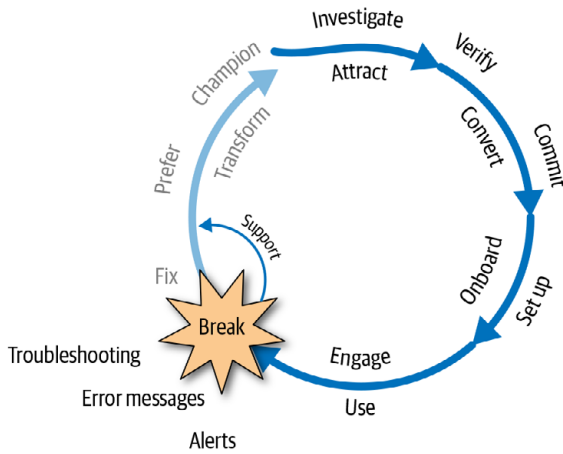 Investigate
Attract
Verify
Convert
Commit
Onboard
Set up
Engage
Use
Break
Troubleshooting
Error messages
Alerts
Support
Fix
Prefer
Transform
Champion